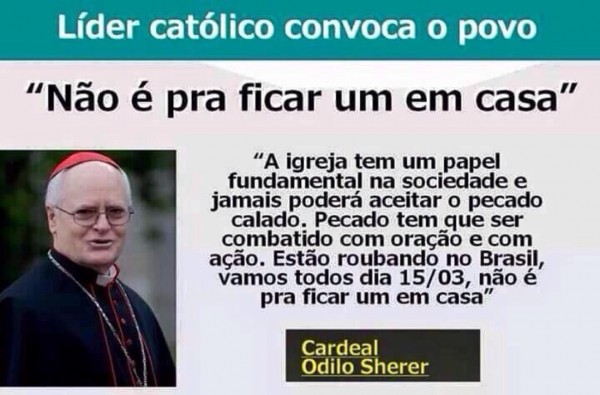 Líder católico convoca o povo
“Não é pra ficar um em casa”
“A igreja tem um papel
fundamental na sociedade e
jamais poderá aceitar o pecado
calado. Pecado tem que ser
combatido com oração e com
ação. Estão roubando no Brasil,
vamos todos dia 15/03, não é
pra ficar um em casa”
Cardeal
Odilo Sherer